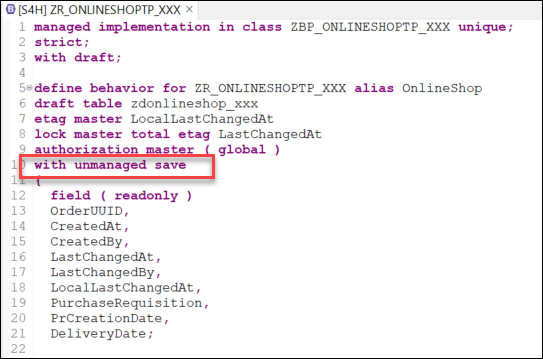 [S4H] ZR_ONLINESHOPTP_XXX ×
1 managed implementation in class ZBP_ONLINESHOPTP_XXX unique;
2 strict;
3 with draft;
4
5 define behavior for ZR_ONLINESHOPTP_XXX alias OnlineShop
6 draft table zdonlineshop_xxx
7 etag master LocalLastChangedAt
8 lock master total etag LastChangedAt
9 authorization master ( global )
10 with unmanaged save
11 {
12 field ( readonly )
13 OrderUUID,
14 CreatedAt,
15 CreatedBy,
16 LastChangedAt,
17 LastChangedBy,
18 LocalLastChangedAt,
19 PurchaseRequisition,
20 PrCreationDate,
21 DeliveryDate;
22